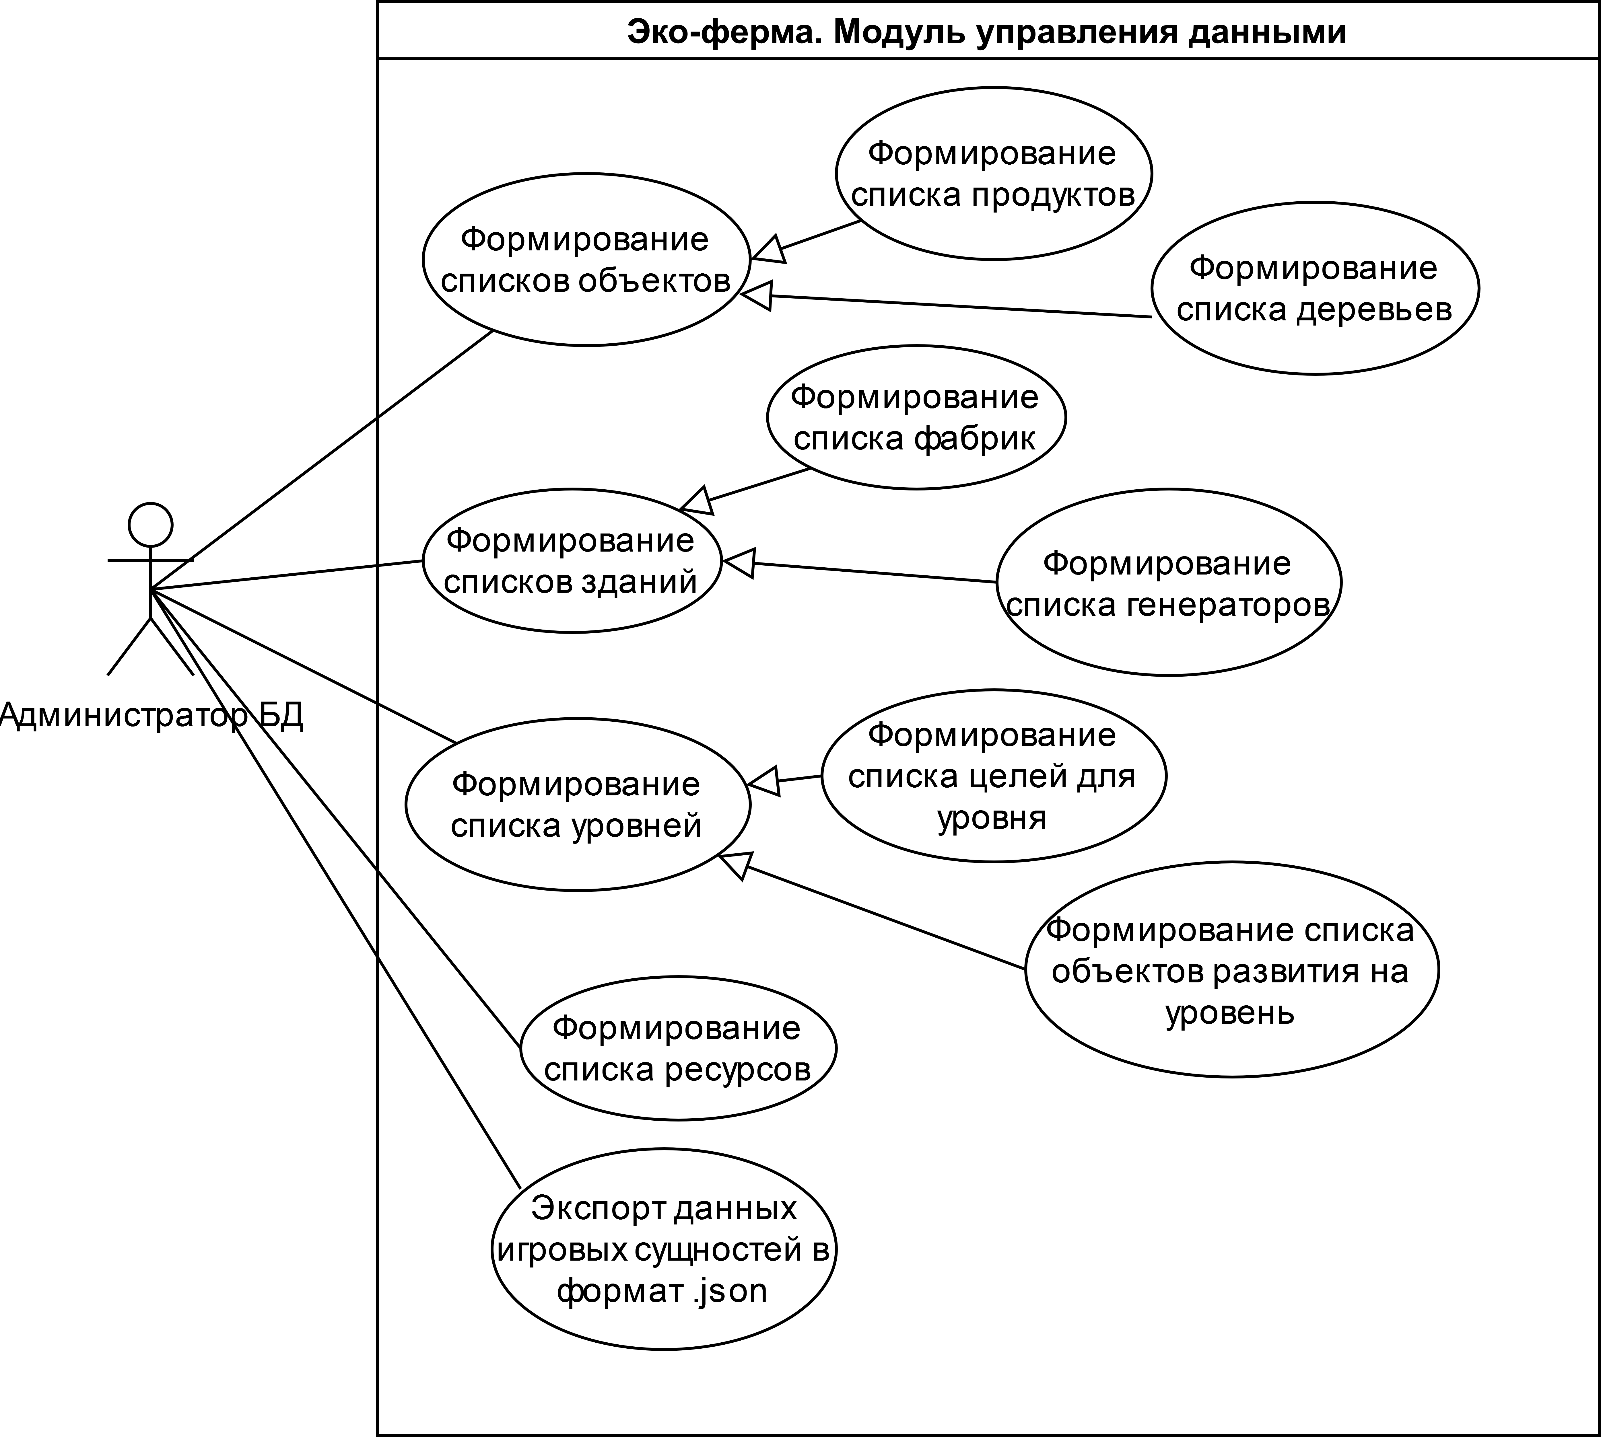 Эко-ферма. Модуль управления данными
Формирование
списка продуктов
Формирование
списков объектов
Формирование
списка деревьев
Формирование
списка фабрик
Формирование
списков зданий
Формирование
списка генераторов
Администратор БД
Формирование
списка целей для
уровня
Формирование
списка уровней
Формирование списка
объектов развития на
уровень
Формирование
списка ресурсов
Экспорт данных
игровых сущностей в
формат .json